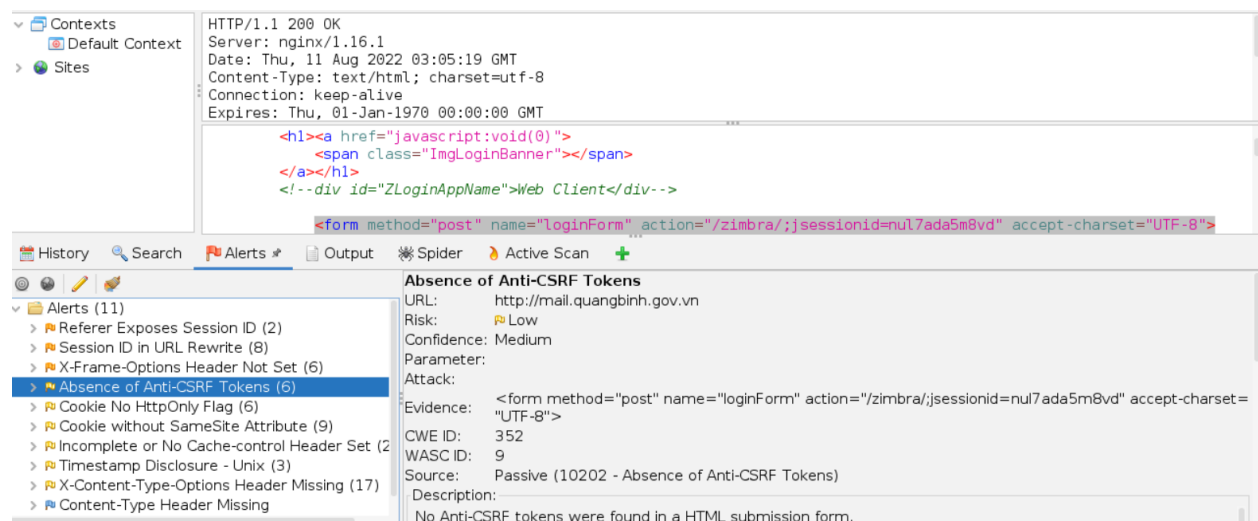 Contexts
Default Context
Sites
HTTP/1.1 200 OK
Server: nginx/1.16.1
Date: Thu, 11 Aug 2022 03:05:19 GMT
Content-Type: text/html; charset=utf-8
Connection: keep-alive
Expires: Thu, 01-Jan-1970 00:00:00 GMT
<h1><a href="javascript:void(0)">
<span class="ImgLoginBanner"></span>
</a></h1>
<!--div id="ZLoginAppName">Web Client</div-->
<form method="post" name="loginForm" action="/zimbra/;jsessionid=nul7ada5m8vd" accept-charset="UTF-8">
History Search Alerts Output Spider Active Scan
Alerts (11)
Referer Exposes Session ID (2)
Session ID in URL Rewrite (8)
X-Frame-Options Header Not Set (6)
Absence of Anti-CSRF Tokens (6)
Cookie No HttpOnly Flag (6)
Cookie without SameSite Attribute (9)
Incomplete or No Cache-control Header Set (2
Timestamp Disclosure - Unix (3)
X-Content-Type-Options Header Missing (17)
Content-Type Header Missing
Absence of Anti-CSRF Tokens
URL: http://mail.quangbinh.gov.vn
Risk: Low
Confidence: Medium
Parameter:
Attack:
Evidence: <form method="post" name="loginForm" action="/zimbra/;jsessionid=nul7ada5m8vd" accept-charset=
"UTF-8">
CWE ID: 352
WASC ID: 9
Source: Passive (10202 - Absence of Anti-CSRF Tokens)
Description:
No Anti-CSRF tokens were found in a HTML submission form.